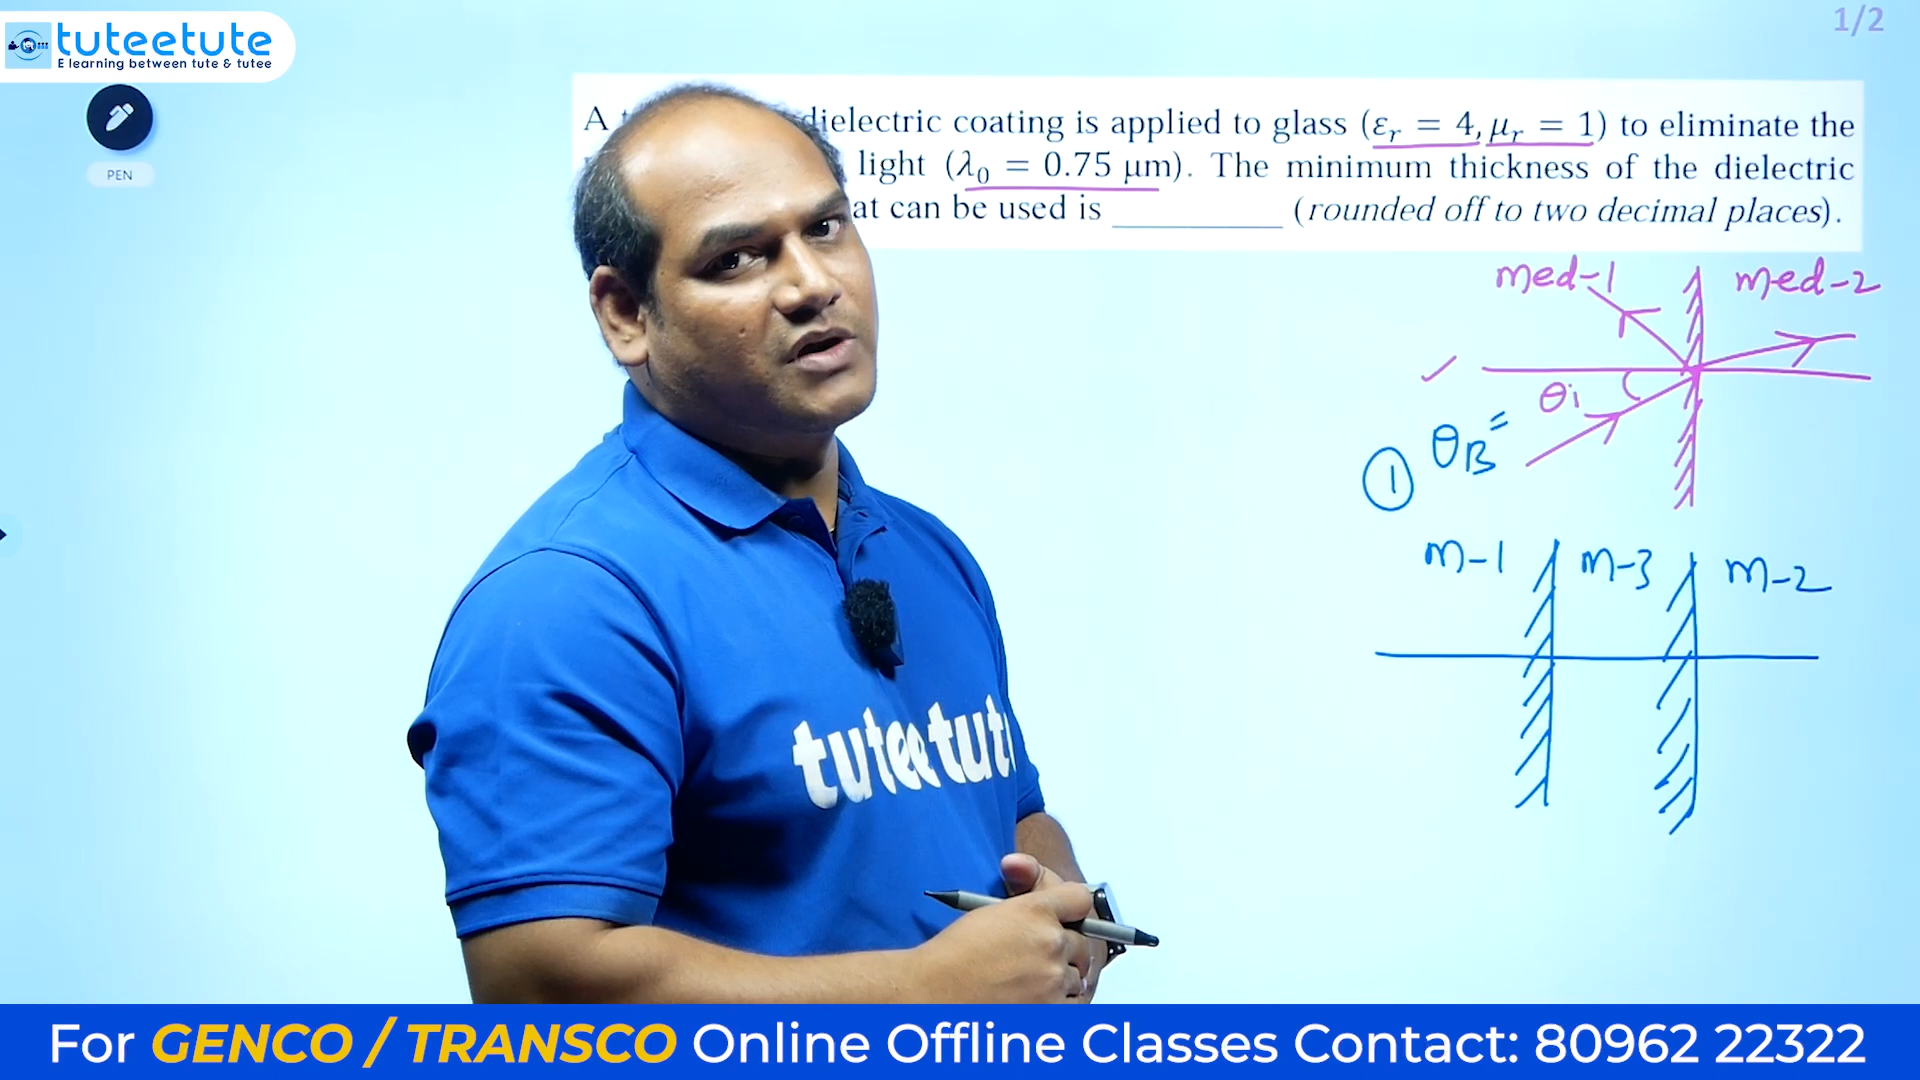 tuteetute
E learning between tute & tutee
PEN
1/2
A dielectric coating is applied to glass (εᵣ = 4, μᵣ = 1) to eliminate the
light (λ₀ = 0.75 μm). The minimum thickness of the dielectric
at can be used is ________ (rounded off to two decimal places).
med-1 med-2
θi
① θB =
m-1 m-3 m-2
tuteetut
For GENCO / TRANSCO Online Offline Classes Contact: 80962 22322